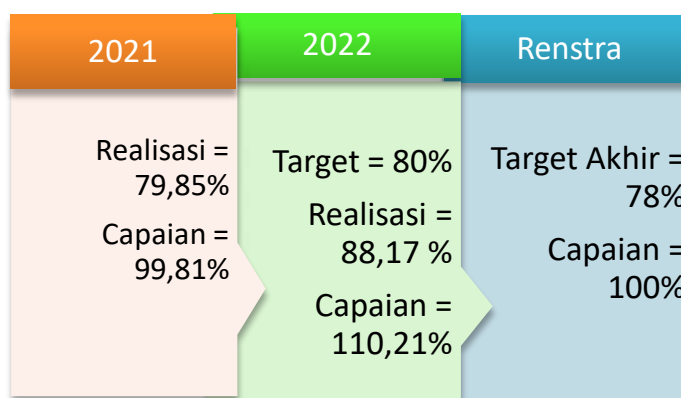 2021
Realisasi =
79,85%
Capaian =
99,81%
2022
Target = 80%
Realisasi =
88,17 %
Capaian =
110,21%
Renstra
Target Akhir =
78%
Capaian =
100%